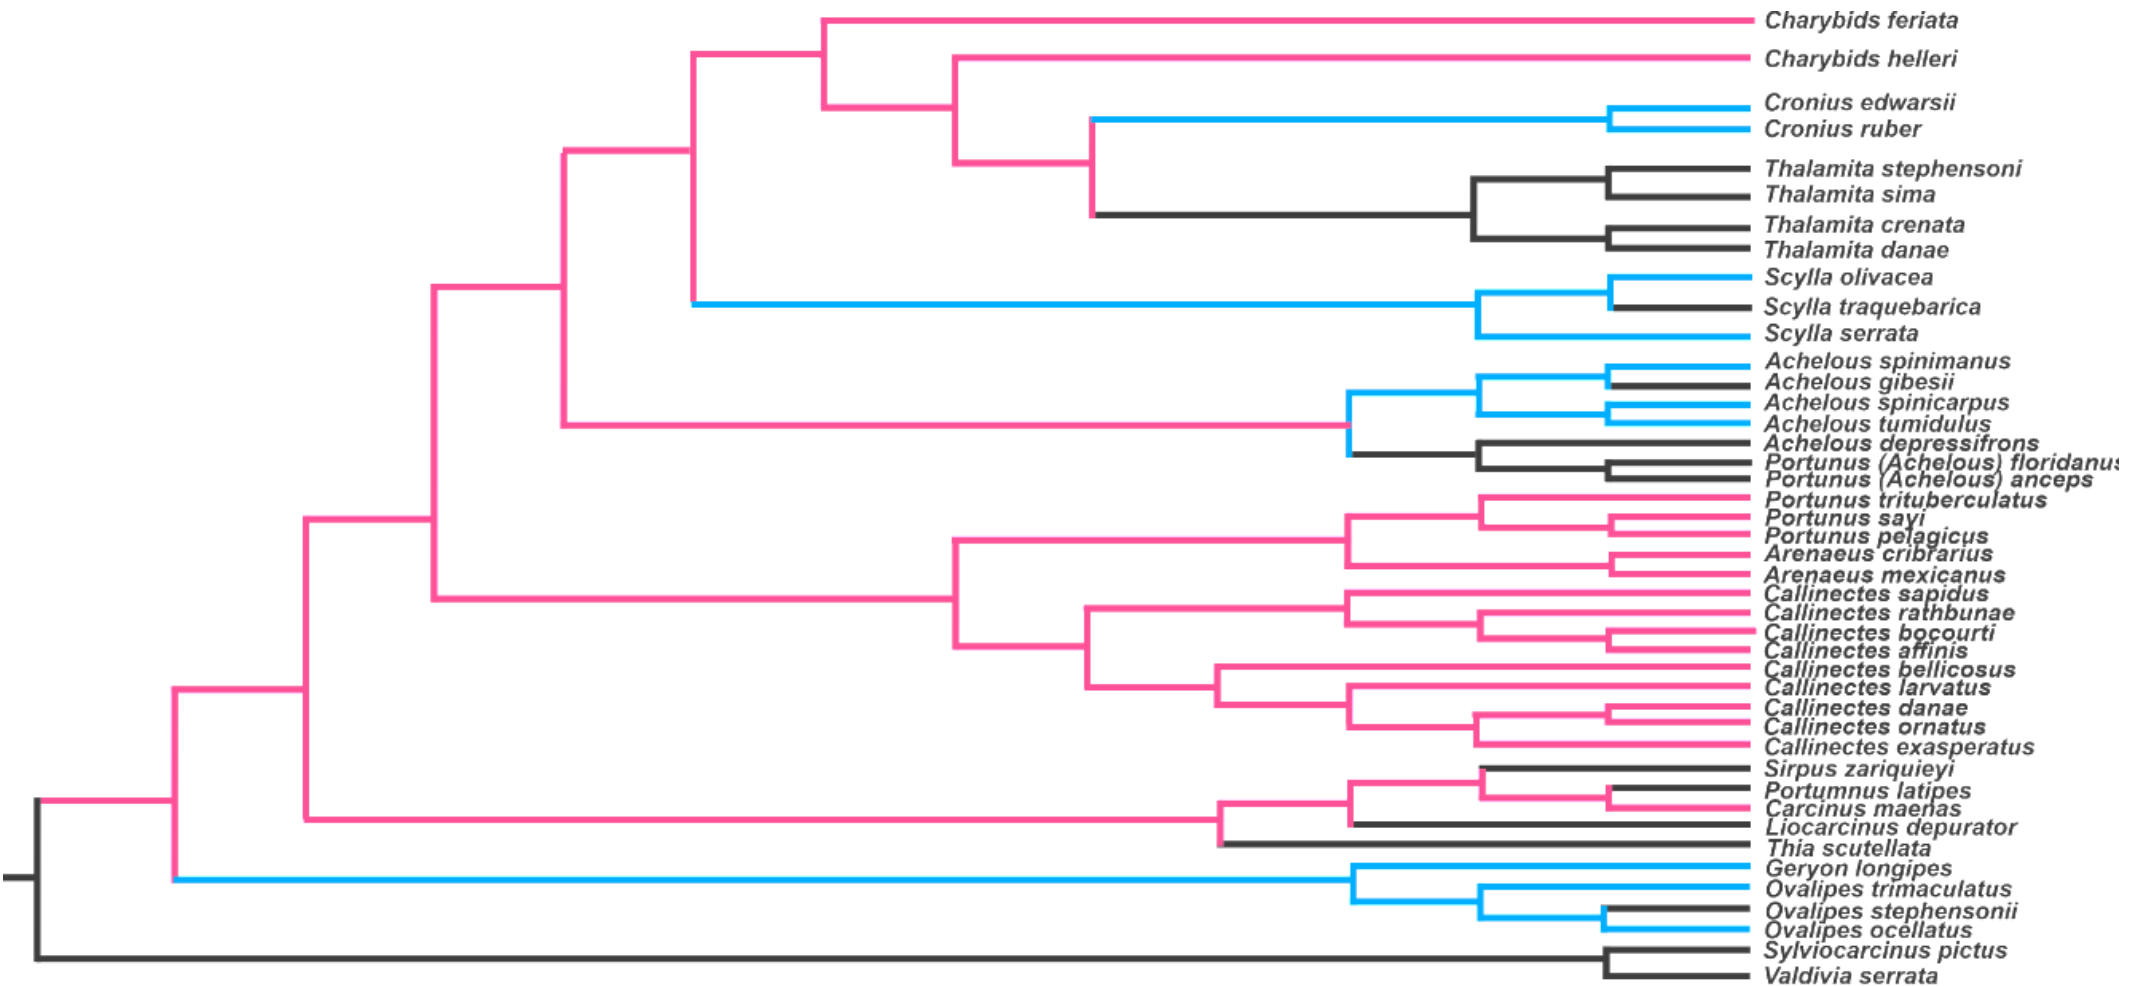 Charybids feriata
Charybids helleri
Cronius edwarsii
Cronius ruber
Thalamita stephensoni
Thalamita sima
Thalamita crenata
Thalamita danae
Scylla olivacea
Scylla traquebarica
Scylla serrata
Achelous spinimanus
Achelous gibesii
Achelous spinicarpus
Achelous tumidulus
Achelous depressifrons
Portunus (Achelous) floridanus
Portunus (Achelous) anceps
Portunus trituberculatus
Portunus sayi
Portunus pelagicus
Arenaeus cribrarius
Arenaeus mexicanus
Callinectes sapidus
Callinectes rathbunae
Callinectes bocourti
Callinectes affinis
Callinectes bellicosus
Callinectes larvatus
Callinectes danae
Callinectes ornatus
Callinectes exasperatus
Sirpus zariquieyi
Portumnus latipes
Carcinus maenas
Liocarcinus depurator
Thia scutellata
Geryon longipes
Ovalipes trimaculatus
Ovalipes stephensonii
Ovalipes ocellatus
Sylviocarcinus pictus
Valdivia serrata